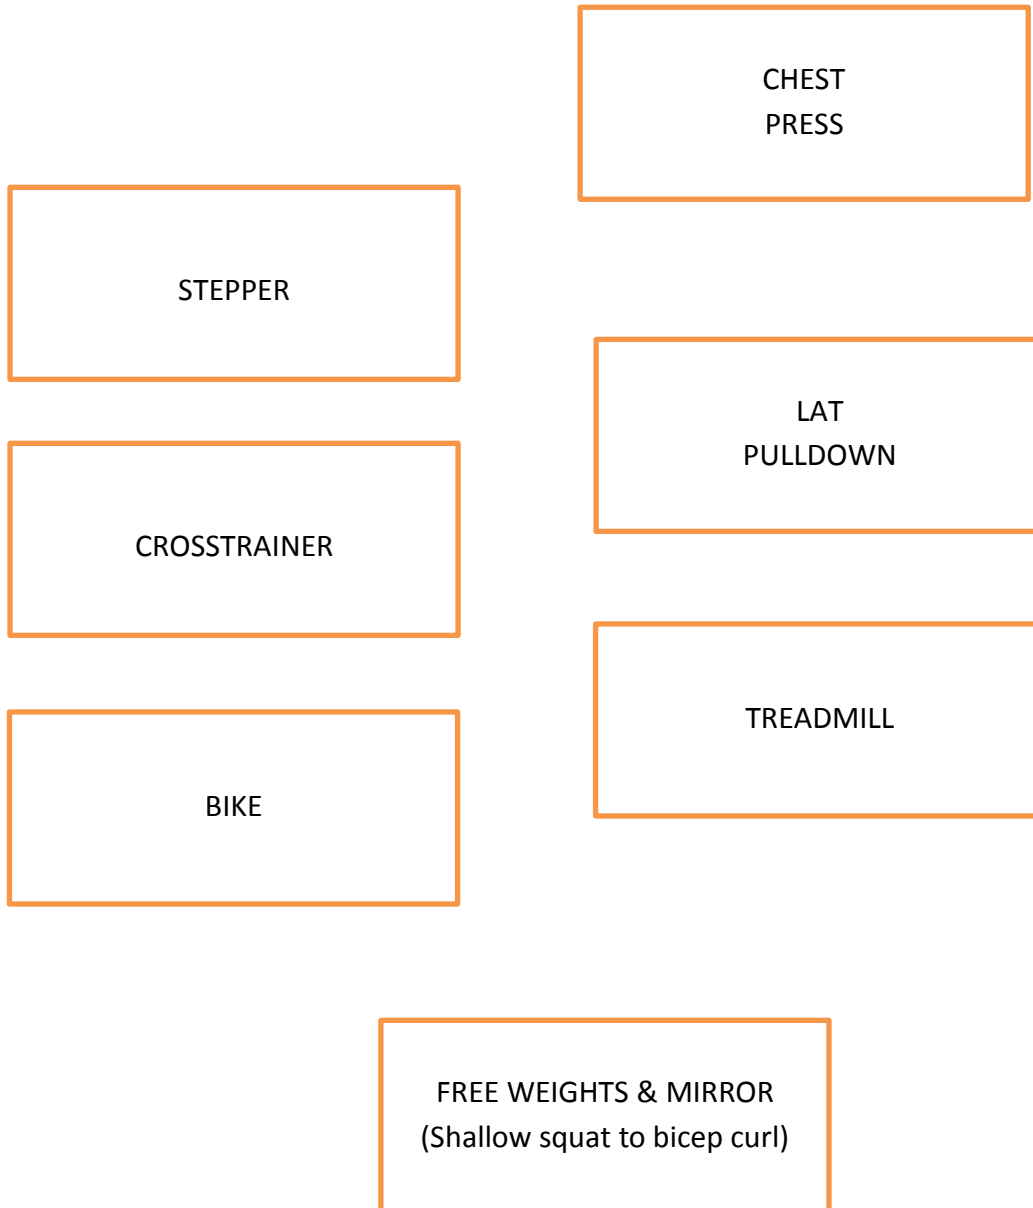 CHEST
PRESS
STEPPER
LAT
PULLDOWN
CROSSTRAINER
TREADMILL
BIKE
FREE WEIGHTS & MIRROR
(Shallow squat to bicep curl)